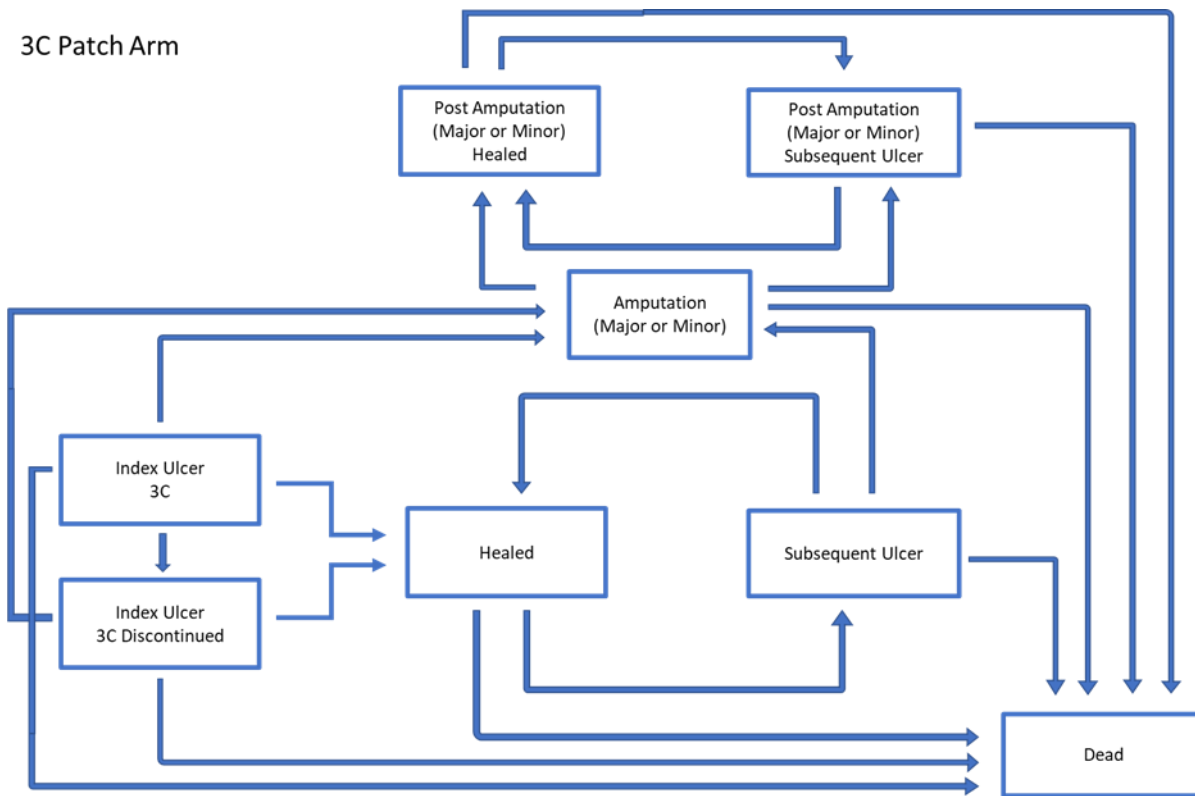 3C Patch Arm
Post Amputation
(Major or Minor)
Healed
Post Amputation
(Major or Minor)
Subsequent Ulcer
Amputation
(Major or Minor)
Index Ulcer
3C
Healed
Subsequent Ulcer
Index Ulcer
3C Discontinued
Dead